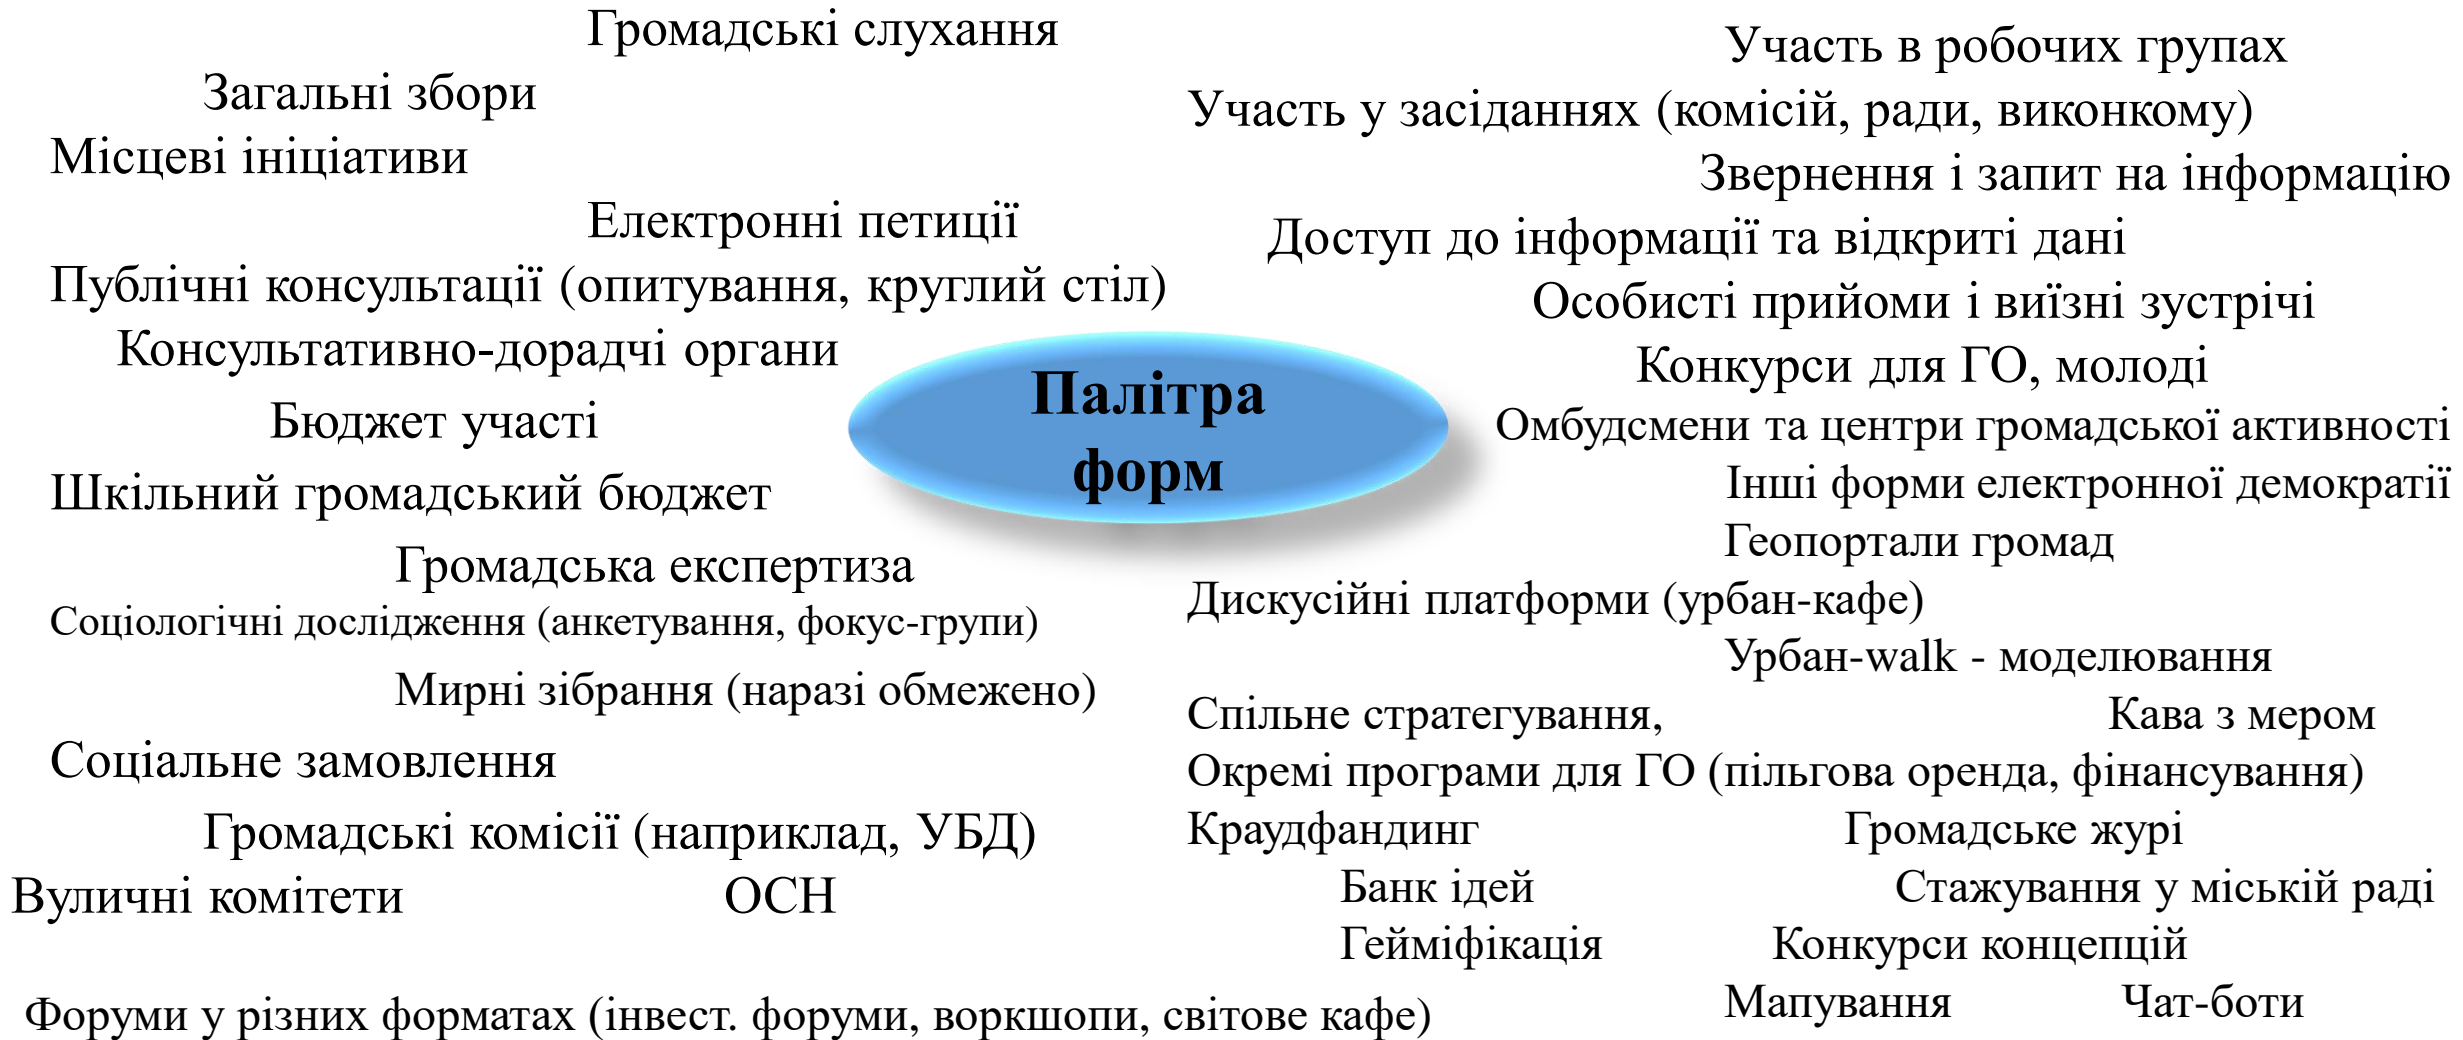 Громадські слухання
Загальні збори
Місцеві ініціативи
Електронні петиції
Публічні консультації (опитування, круглий стіл)
Консультативно-дорадчі органи
Бюджет участі
Шкільний громадський бюджет
Громадська експертиза
Соціологічні дослідження (анкетування, фокус-групи)
Мирні зібрання (наразі обмежено)
Соціальне замовлення
Громадські комісії (наприклад, УБД)
Вуличні комітети ОСН
Форуми у різних форматах (інвест. форуми, воркшопи, світове кафе)
Палітра
форм
Участь в робочих групах
Участь у засіданнях (комісій, ради, виконкому)
Звернення і запит на інформацію
Доступ до інформації та відкриті дані
Особисті прийоми і виїзні зустрічі
Конкурси для ГО, молоді
Омбудсмени та центри громадської активності
Інші форми електронної демократії
Геопортали громад
Дискусійні платформи (урбан-кафе)
Урбан-walk - моделювання
Спільне стратегування, Кава з мером
Окремі програми для ГО (пільгова оренда, фінансування)
Краудфандинг Громадське журі
Банк ідей Стажування у міській раді
Гейміфікація Конкурси концепцій
Мапування Чат-боти